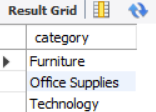 Result Grid
category
Furniture
Office Supplies
Technology